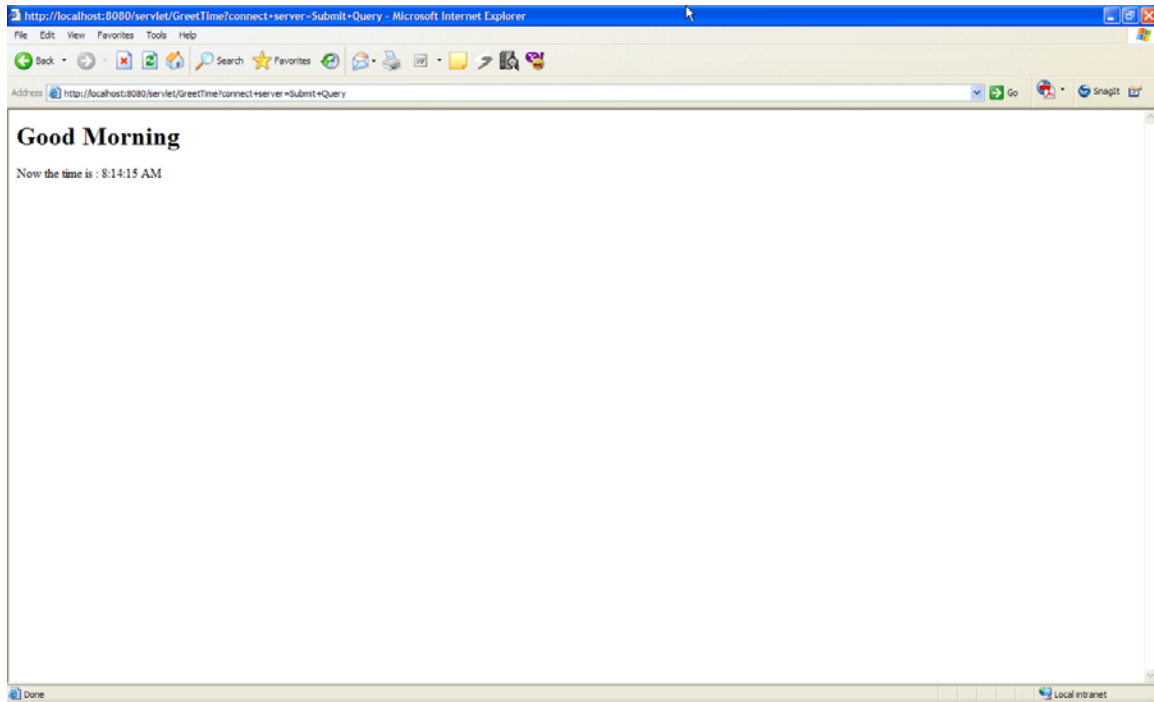 http://localhost:8080/servlet/GreetTime?connect+server=Submit+Query - Microsoft Internet Explorer
File Edit View Favorites Tools Help
Back Search Favorites
Address http://localhost:8080/servlet/GreetTime?connect+server=Submit+Query Go SnagIt
Good Morning
Now the time is : 8:14:15 AM
Done Local intranet